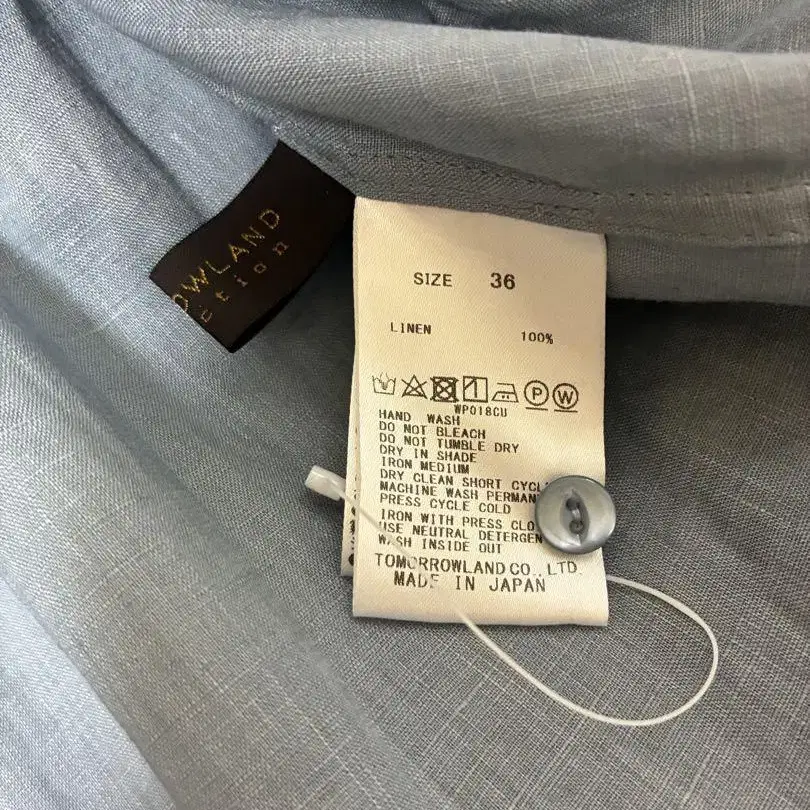 OWLAND
ction
SIZE 36
LINEN 100%
P W
WP018CU
HAND WASH
DO NOT BLEACH
DO NOT TUMBLE DRY
DRY IN SHADE
IRON MEDIUM
DRY CLEAN SHORT CYCL
MACHINE WASH PERMAN
PRESS CYCLE COLD
IRON WITH PRESS CLO
USE NEUTRAL DETERGEN
WASH INSIDE OUT
TOMORROWLAND CO., LTD.
MADE IN JAPAN